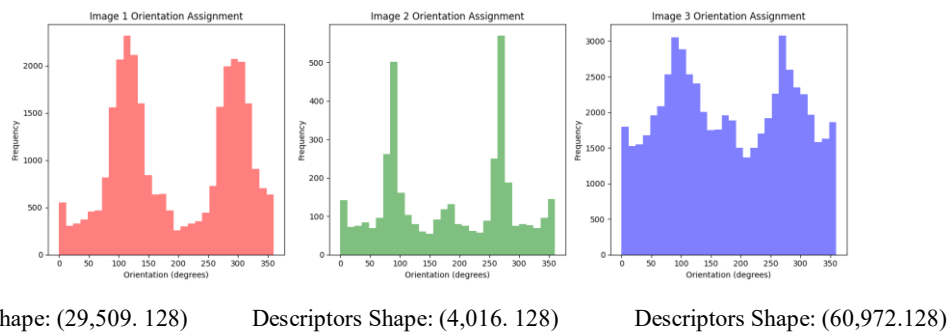 Image 1 Orientation Assignment
Frequency
2000
1500
1000
500
0
0 50 100 150 200 250 300 350
Orientation (degrees)
Image 2 Orientation Assignment
Frequency
500
400
300
200
100
0
0 50 100 150 200 250 300 350
Orientation (degrees)
Image 3 Orientation Assignment
Frequency
3000
2500
2000
1500
1000
500
0
0 50 100 150 200 250 300 350
Orientation (degrees)
hape: (29,509. 128) Descriptors Shape: (4,016. 128) Descriptors Shape: (60,972.128)